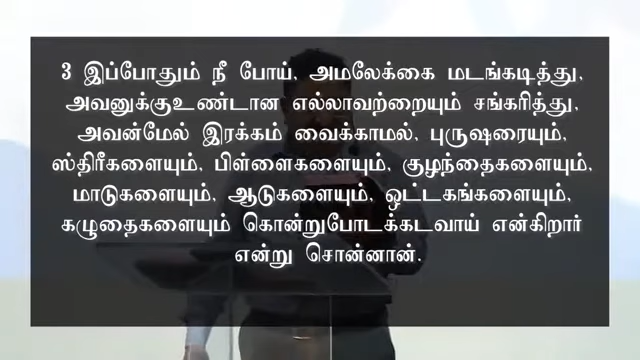 3 இப்போதும் நீ போய், அமலேக்கை மடங்கடித்து,
அவனுக்குஉண்டான எல்லாவற்றையும் சங்கரித்து,
அவன்மேல் இரக்கம் வைக்காமல், புருஷரையும்,
ஸ்திரீகளையும், பிள்ளைகளையும், குழந்தைகளையும்,
மாடுகளையும், ஆடுகளையும், ஒட்டகங்களையும்,
கழுதைகளையும் கொன்றுபோடக்கடவாய் என்கிறார்
என்று சொன்னான்.